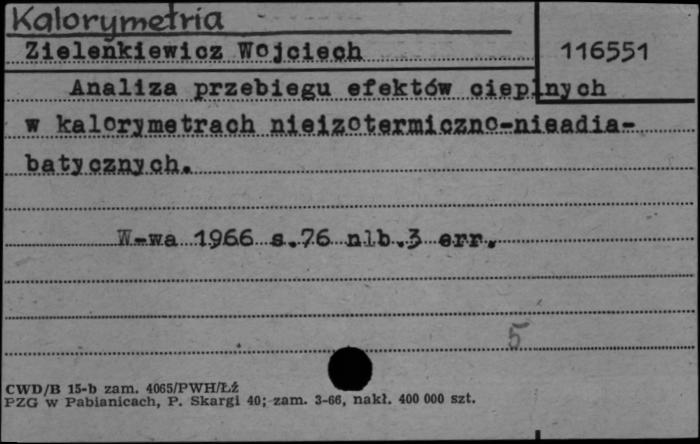 Kalorymetria
Zielenkiewicz Wojciech 116551
Analiza przebiegu efektów cieplnych
w kalorymetrach nieizotermiczno-nieadia-
batycznych.
W-wa 1966 s.76 nlb.3 err.
5
CWD/B 15-b zam. 4065/PWH/ŁŹ
PZG w Pabianicach, P. Skargi 40; zam. 3-66, nakł. 400 000 szt.